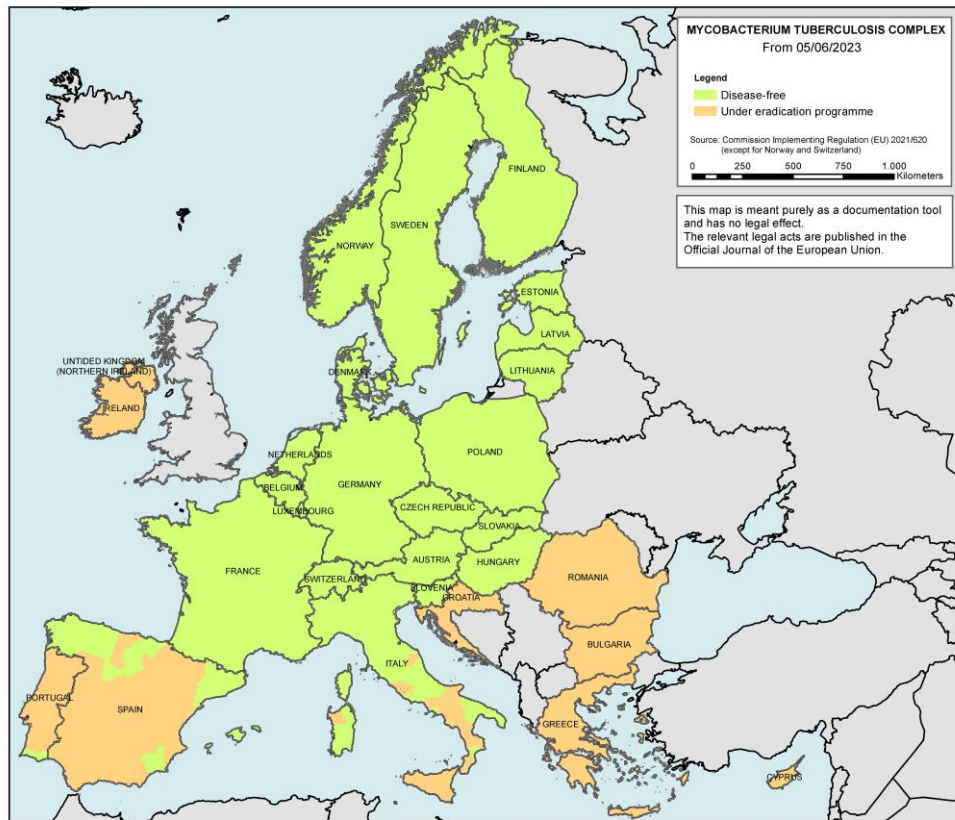 MYCOBACTERIUM TUBERCULOSIS COMPLEX
From 05/06/2023
Legend
Disease-free
Under eradication programme
Source: Commission Implementing Regulation (EU) 2021/620
(except for Norway and Switzerland)
0 250 500 750 1.000
Kilometers
This map is meant purely as a documentation tool
and has no legal effect.
The relevant legal acts are published in the
Official Journal of the European Union.
FINLAND
SWEDEN
NORWAY
ESTONIA
LATVIA
LITHUANIA
DENMARK
UNTIDED KINGDOM
(NORTHERN IRELAND)
IRELAND
NETHERLANDS
POLAND
BELGIUM
GERMANY
LUXEMBOURG
CZECH REPUBLIC
SLOVAKIA
AUSTRIA
HUNGARY
FRANCE
SWITZERLAND
SLOVENIA
CROATIA
ROMANIA
BULGARIA
ITALY
PORTUGAL
SPAIN
GREECE
CYPRUS